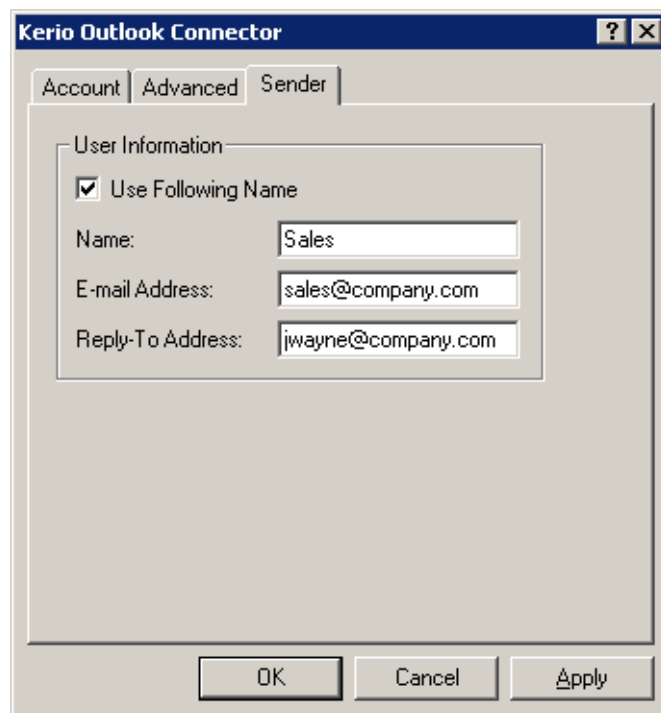 Kerio Outlook Connector
Account Advanced Sender
User Information
Use Following Name
Name: Sales
E-mail Address: sales@company.com
Reply-To Address: jwayne@company.com
OK Cancel Apply